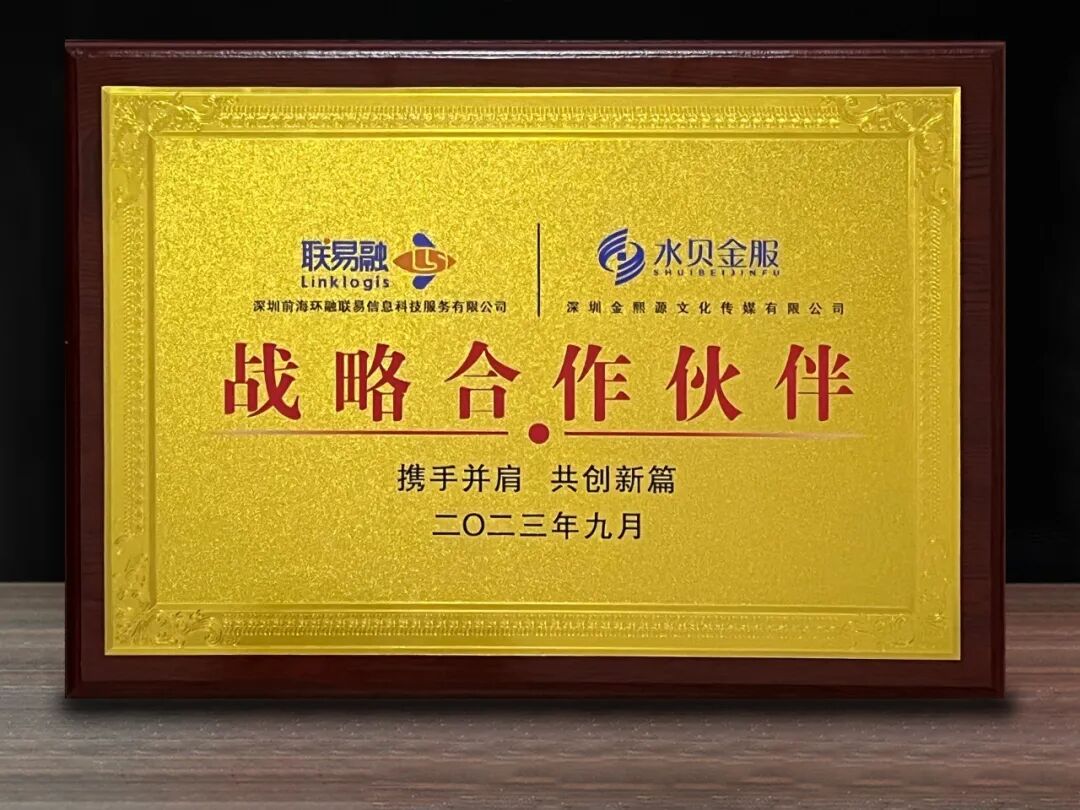 联易融
LS
Linklogis
深圳前海环融联易信息科技服务有限公司
水贝金服
SHUIBEIJINFU
深圳金熙源文化传媒有限公司
战略合作伙伴
携手并肩 共创新篇
二〇二三年九月